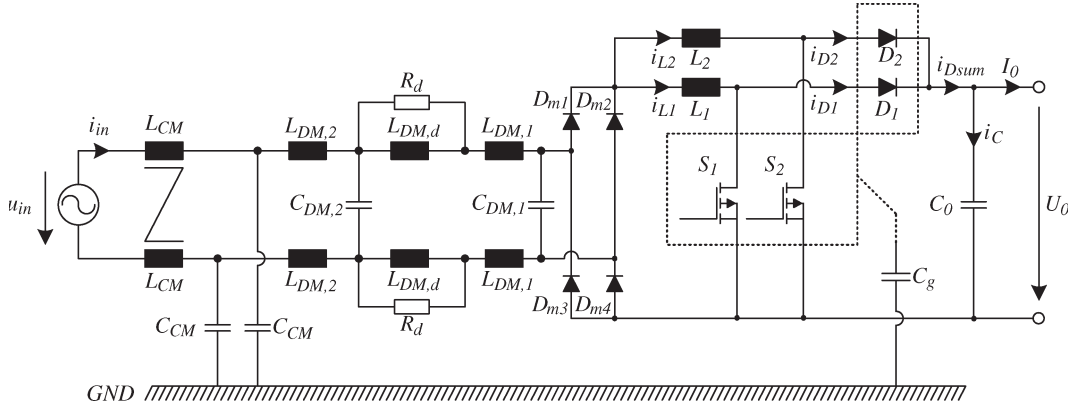 i_L2 L_2 i_D2 D_2
i_Dsum I_0
R_d
D_m1 D_m2 i_L1 L_1 i_D1 D_1
i_in L_CM L_DM,2 L_DM,d L_DM,1
i_C
S_1 S_2
u_in C_DM,2 C_DM,1 C_0 U_0
L_CM L_DM,2 L_DM,d L_DM,1
D_m3 D_m4 C_g
C_CM C_CM R_d
GND